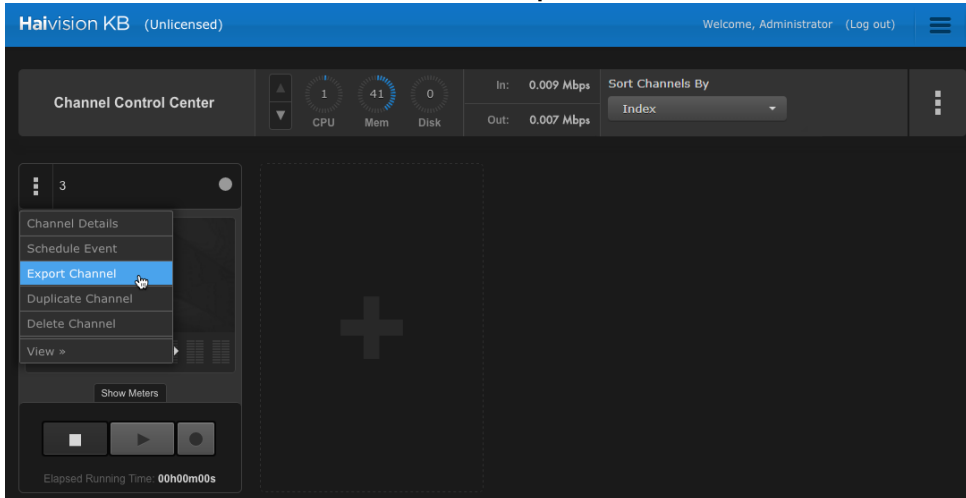 Haivision KB (Unlicensed)
Welcome, Administrator (Log out)
Channel Control Center
1
CPU
41
Mem
0
Disk
In: 0.009 Mbps
Out: 0.007 Mbps
Sort Channels By
Index
3
Channel Details
Schedule Event
Export Channel
Duplicate Channel
Delete Channel
View »
Show Meters
Elapsed Running Time: 00h00m00s